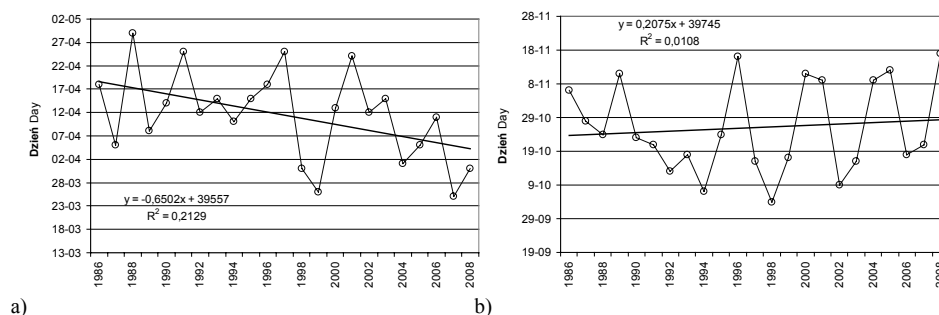 02-05
27-04
22-04
17-04
12-04
07-04
02-04
28-03
23-03
18-03
13-03
Dzień Day
y = -0,6502x + 39557
R² = 0,2129
1986 1988 1990 1992 1994 1996 1998 2000 2002 2004 2006 2008
a)
28-11
18-11
8-11
29-10
19-10
9-10
29-09
19-09
Dzień Day
y = 0,2075x + 39745
R² = 0,0108
1986 1988 1990 1992 1994 1996 1998 2000 2002 2004 2006 2008
b)